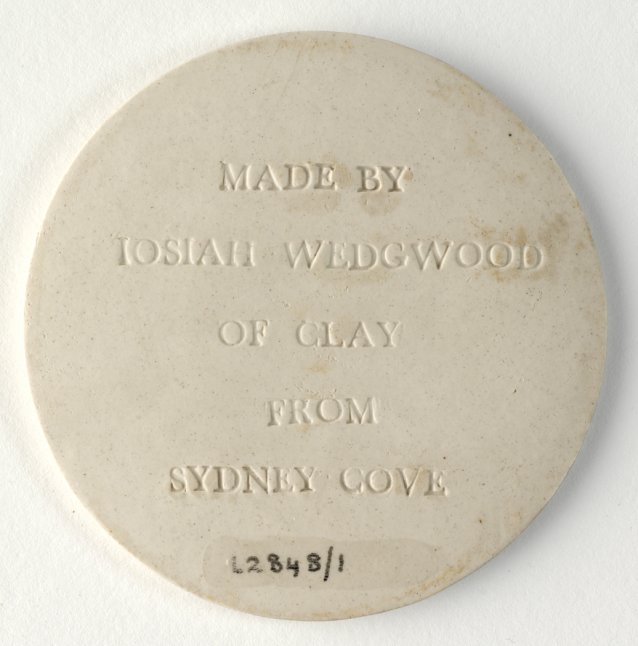 MADE BY
IOSIAH WEDGWOOD
OF CLAY
FROM
SYDNEY COVE
L2848/1